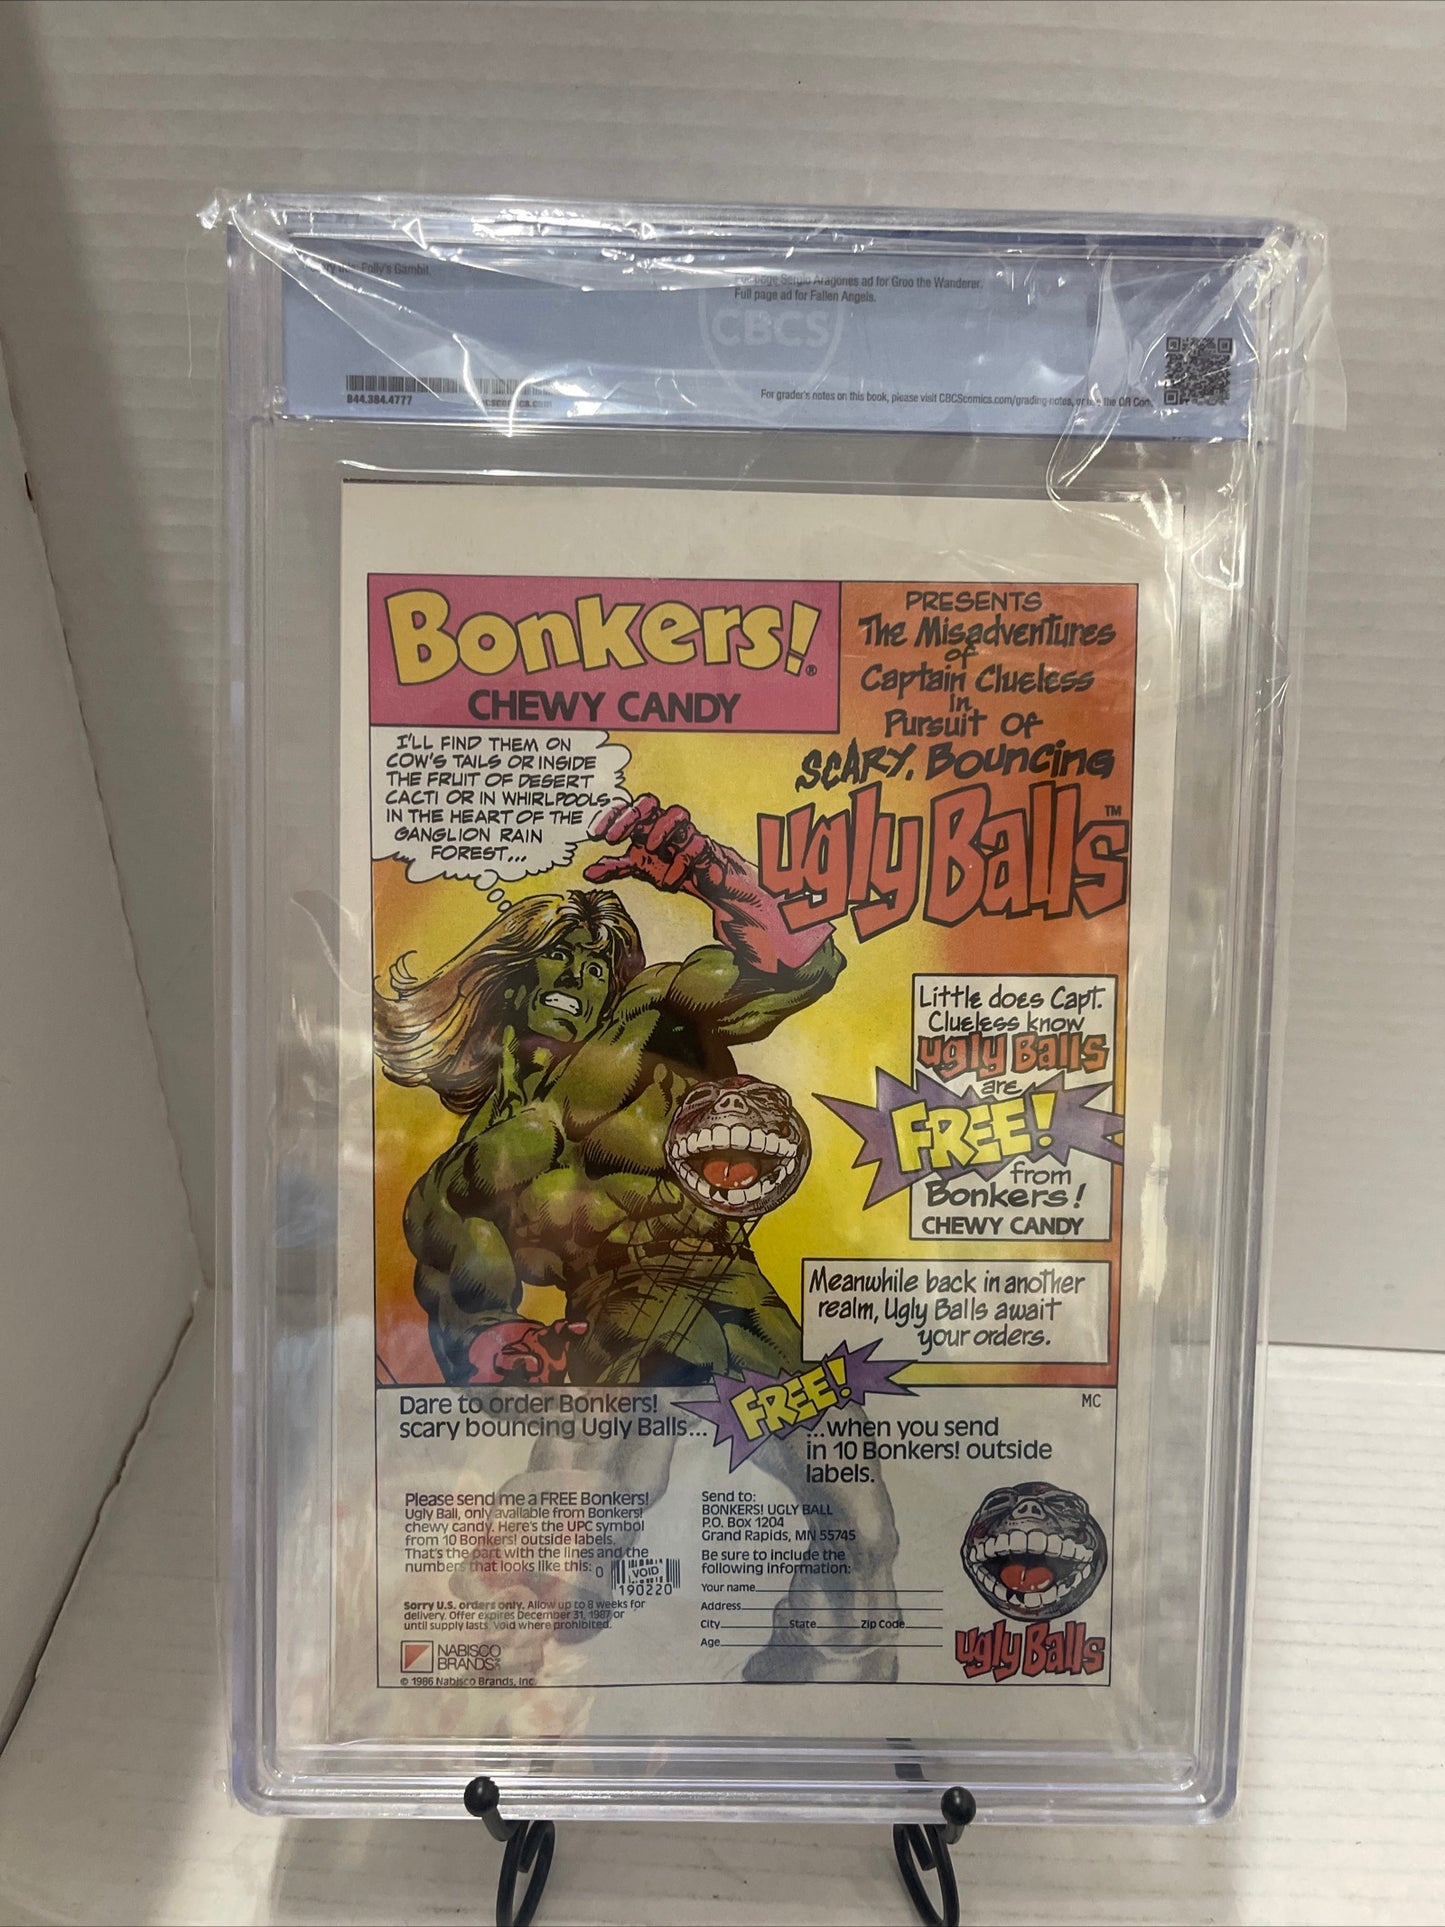 Folly's Gambit.
Full page Sergio Aragones ad for Groo the Wanderer.
Full page ad for Fallen Angels.
CBCS
844.384.4777
For grader's notes on this book, please visit CBCScomics.com/grading-notes, or use the QR Code.
Bonkers!®
CHEWY CANDY
PRESENTS
The Misadventures
of
Captain Clueless
in
Pursuit of
SCARY, Bouncing
Ugly Balls™
I'LL FIND THEM ON
COW'S TAILS OR INSIDE
THE FRUIT OF DESERT
CACTI OR IN WHIRLPOOLS
IN THE HEART OF THE
GANGLION RAIN
FOREST...
Little does Capt.
Clueless know
Ugly Balls
are
FREE!
from
Bonkers!
CHEWY CANDY
Meanwhile back in another
realm, Ugly Balls await
your orders.
Dare to order Bonkers!
scary bouncing Ugly Balls...
FREE!
...when you send
in 10 Bonkers! outside
labels.
MC
Please send me a FREE Bonkers!
Ugly Ball, only available from Bonkers!
chewy candy. Here's the UPC symbol
from 10 Bonkers! outside labels.
That's the part with the lines and the
numbers that looks like this:
0
VOID
190220
Sorry U.S. orders only. Allow up to 8 weeks for
delivery. Offer expires December 31, 1987 or
until supply lasts. Void where prohibited.
NABISCO
BRANDS
© 1986 Nabisco Brands, Inc.
Send to:
BONKERS! UGLY BALL
P.O. Box 1204
Grand Rapids, MN 55745
Be sure to include the
following information:
Your name
Address
City State Zip Code
Age
Ugly Balls